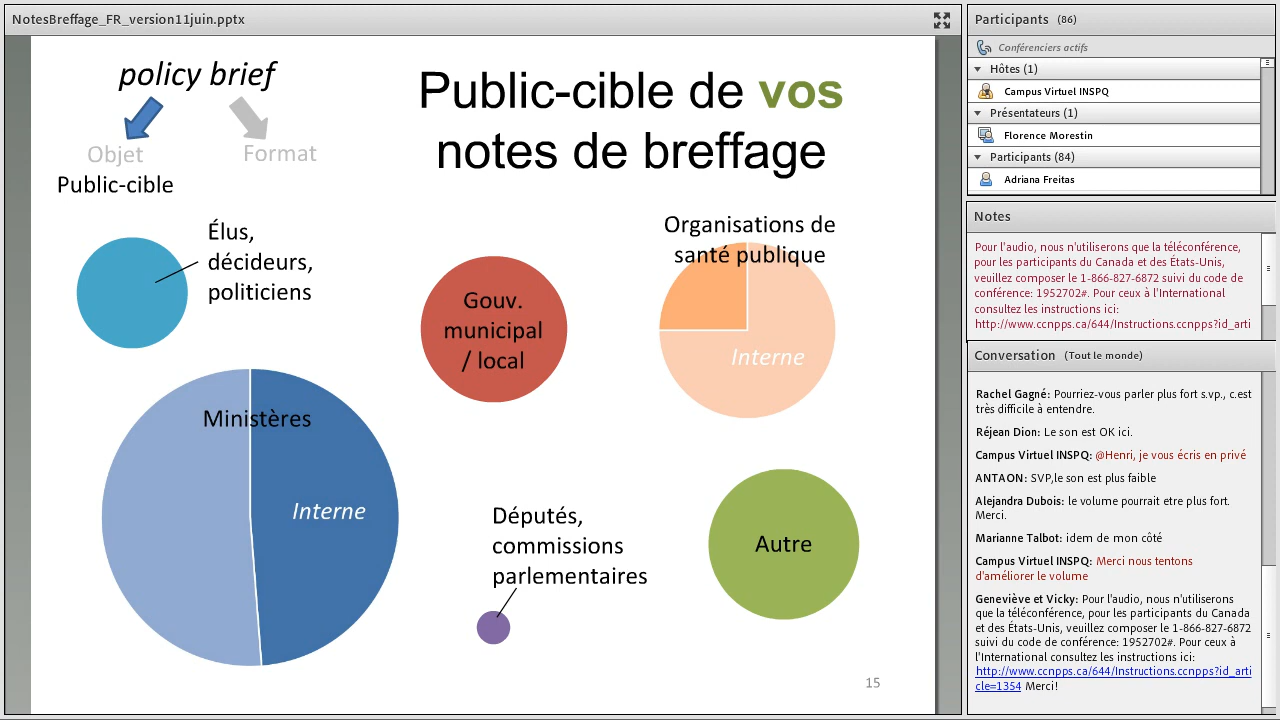 NotesBreffage_FR_version11juin.pptx
policy brief
Objet
Format
Public-cible
Public-cible de vos
notes de breffage
Élus,
décideurs,
politiciens
Gouv.
municipal
/ local
Organisations de
santé publique
Interne
Ministères
Interne
Députés,
commissions
parlementaires
Autre
15
Participants (86)
Conférenciers actifs
Hôtes (1)
Campus Virtuel INSPQ
Présentateurs (1)
Florence Morestin
Participants (84)
Adriana Freitas
Notes
Pour l'audio, nous n'utiliserons que la téléconférence,
pour les participants du Canada et des États-Unis,
veuillez composer le 1-866-827-6872 suivi du code de
conférence: 1952702#. Pour ceux à l'International
consultez les instructions ici:
http://www.ccnpps.ca/644/Instructions.ccnpps?id_arti
Conversation (Tout le monde)
Rachel Gagné: Pourriez-vous parler plus fort s.vp., c.est
très difficile à entendre.
Réjean Dion: Le son est OK ici.
Campus Virtuel INSPQ: @Henri, je vous écris en privé
ANTAON: SVP,le son est plus faible
Alejandra Dubois: le volume pourrait etre plus fort.
Merci.
Marianne Talbot: idem de mon côté
Campus Virtuel INSPQ: Merci nous tentons
d'améliorer le volume
Geneviève et Vicky: Pour l'audio, nous n'utiliserons
que la téléconférence, pour les participants du Canada
et des États-Unis, veuillez composer le 1-866-827-6872
suivi du code de conférence: 1952702#. Pour ceux à
l'International consultez les instructions ici:
http://www.ccnpps.ca/644/Instructions.ccnpps?id_arti
cle=1354 Merci!